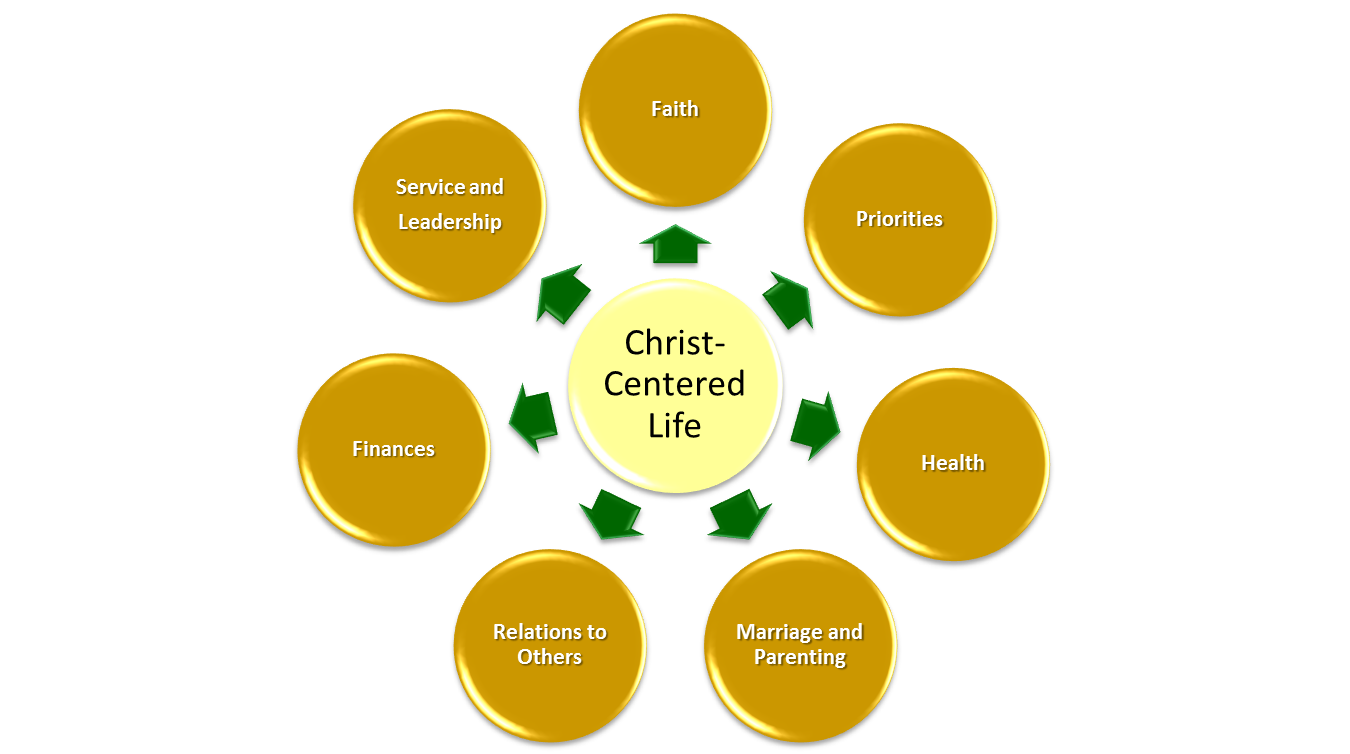 Faith
Priorities
Health
Marriage and
Parenting
Relations to
Others
Finances
Service and
Leadership
Christ-
Centered
Life